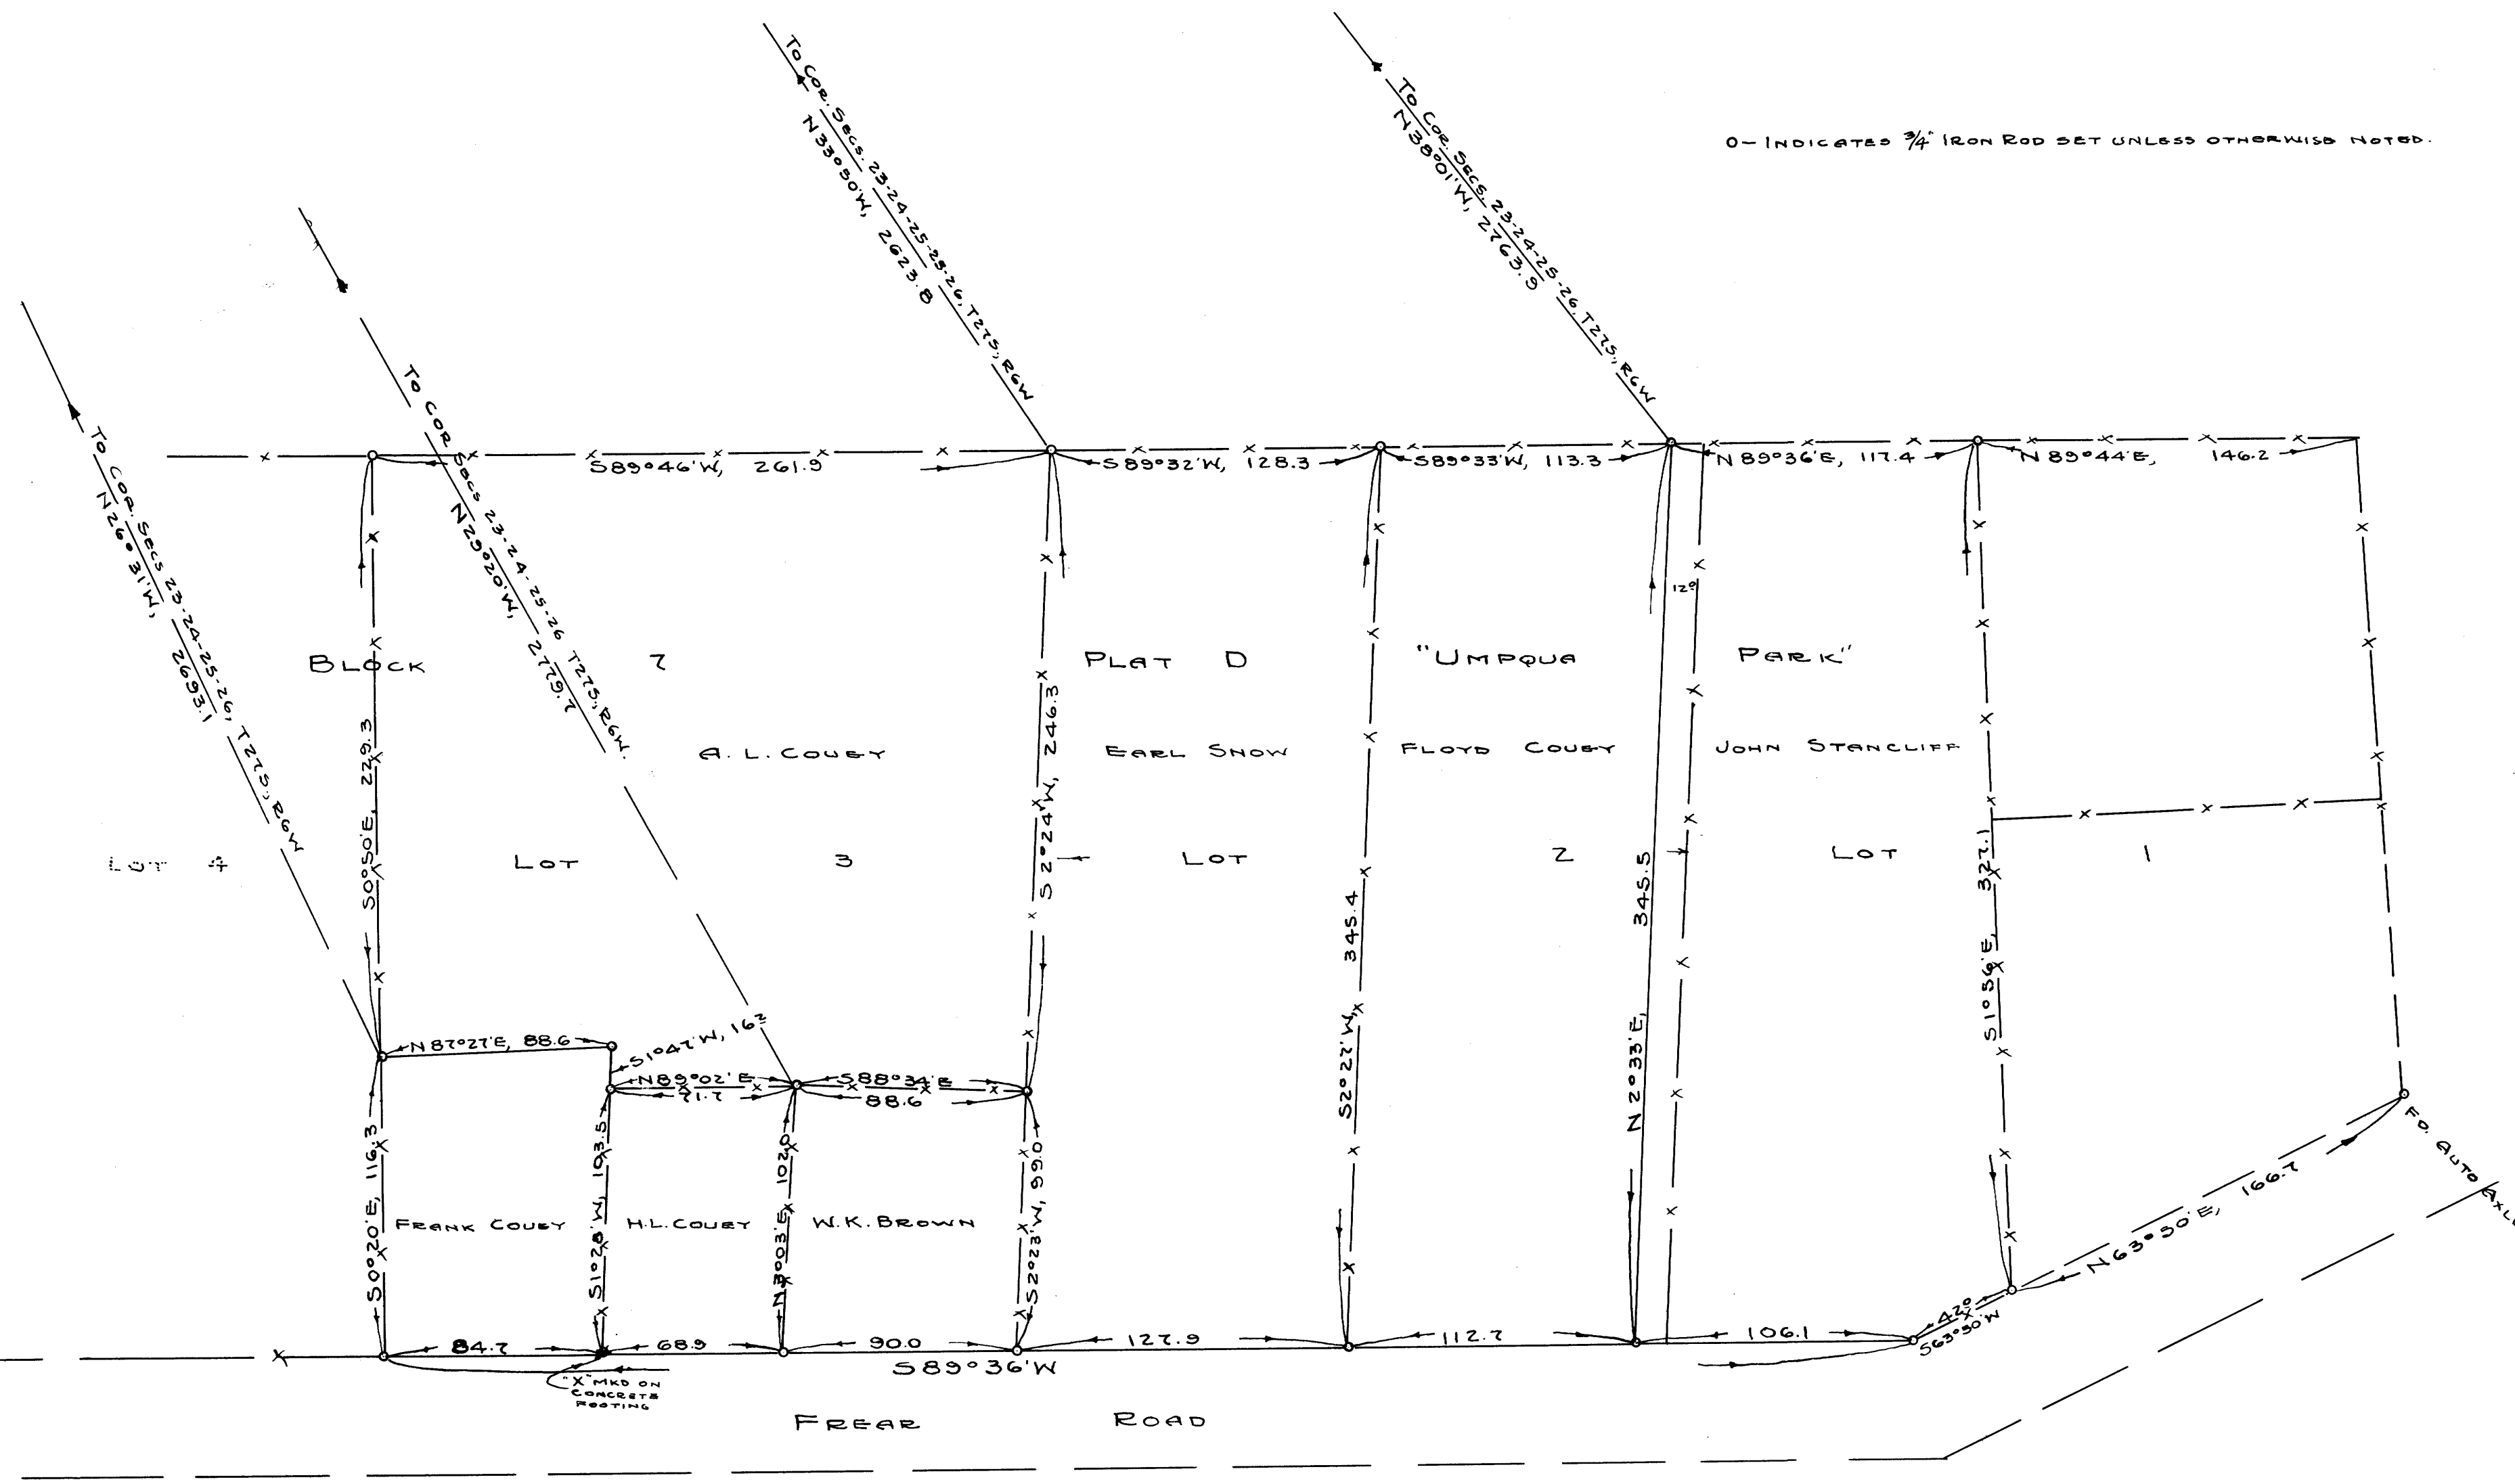 O- INDICATES 3/4" IRON ROD SET UNLESS OTHERWISE NOTED.
TO COR. SECS. 23-24-25-25-26, T27S, R6W
N33°30'W, 2623.8
TO COR. SECS. 23-24-25-26, T27S, R6W
N38°01'W, 2763.9
TO COR. SECS 23-24-25-26, T27S, R6W
N26°31'W, 2693.1
TO COR SECS 23-24-25-26 T27S, R6W.
N29°20'W, 2779.7
S89°46'W, 261.9
S89°32'W, 128.3
S89°33'W, 113.3
N89°36'E, 117.4
N89°44'E, 146.2
12⁰
BLOCK 7 PLAT D "UMPQUA PARK"
A. L. COUEY
EARL SNOW
FLOYD COUEY
JOHN STANCLIFF
LOT 4
LOT 3
LOT 2
LOT 1
S0°50'E, 229.3
S2°24'W, 246.3
S2°27'W, 345.4
N2°33'E, 345.5
S1°56'E, 327.1
N87°27'E, 88.6
S1°47'W, 16²
N89°02'E
71.7
S88°34'E
88.6
S0°20'E, 116.3
S1°28'W, 103.5
N3°03'E, 102.0
S2°23'W, 99.0
FRANK COUEY
H.L. COUEY
W.K. BROWN
84.7
68.9
90.0
127.9
112.7
106.1
42⁰
S63°30'W
N63°30'E, 166.7
FD. AUTO AXLE
S89°36'W
"X" MKD ON
CONCRETE
FOOTING
FREAR ROAD